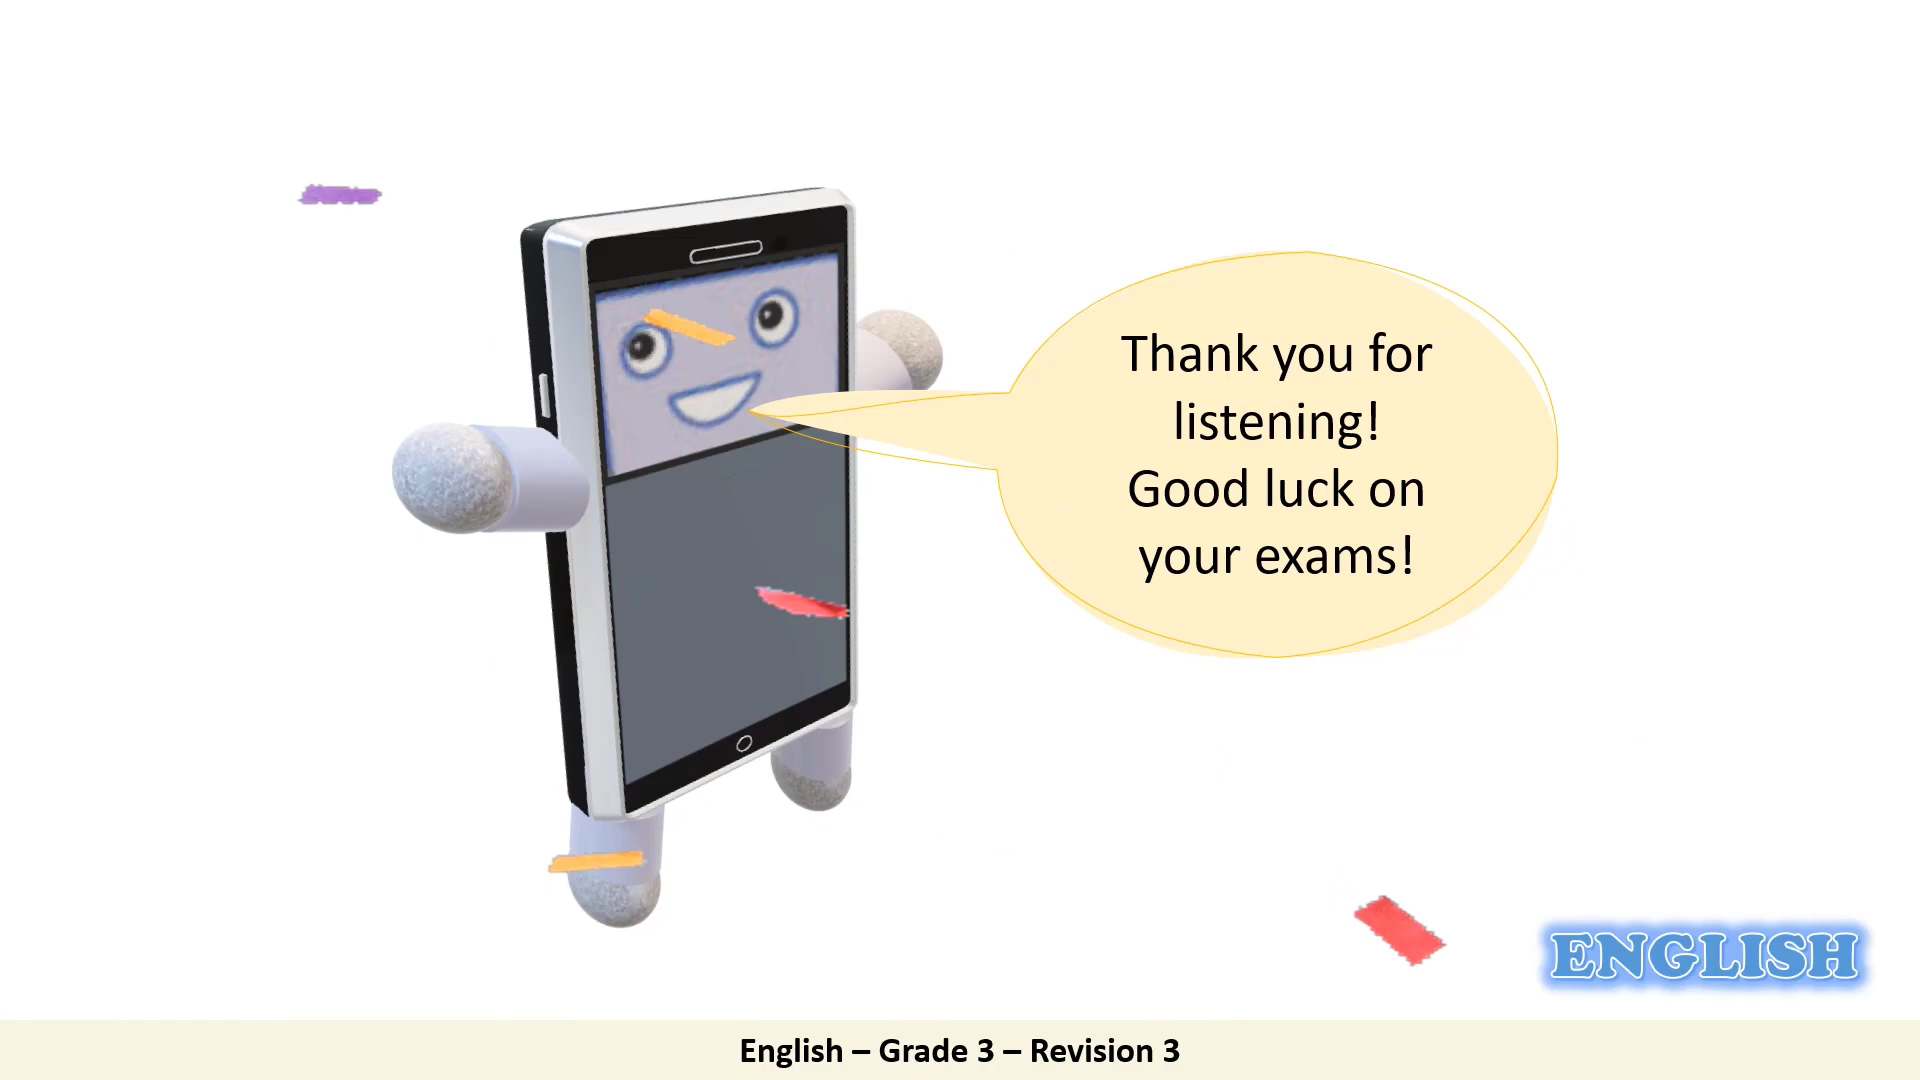 Thank you for
listening!
Good luck on
your exams!
ENGLISH
English – Grade 3 – Revision 3